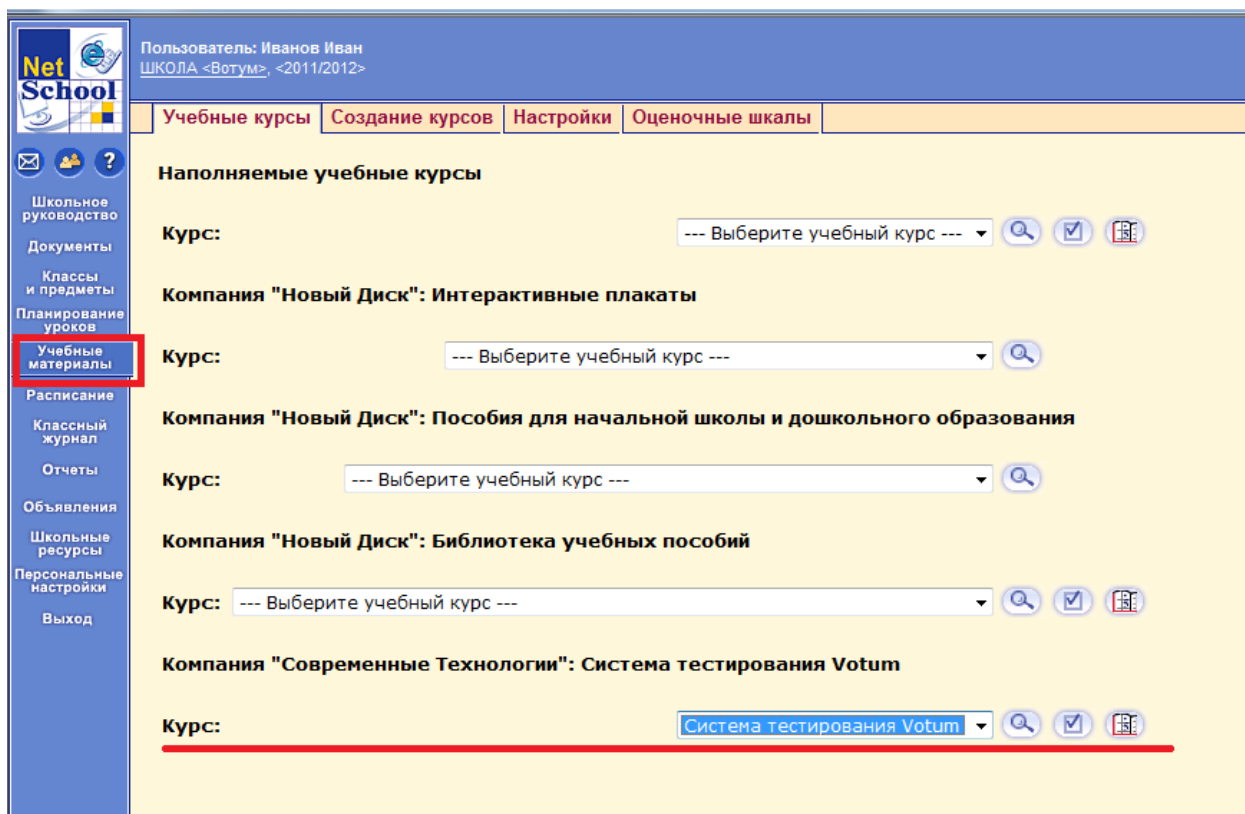 Net
School
Пользователь: Иванов Иван
ШКОЛА <Вотум>, <2011/2012>
Учебные курсы Создание курсов Настройки Оценочные шкалы
?
Школьное
руководство
Документы
Классы
и предметы
Планирование
уроков
Учебные
материалы
Расписание
Классный
журнал
Отчеты
Объявления
Школьные
ресурсы
Персональные
настройки
Выход
Наполняемые учебные курсы
Курс: --- Выберите учебный курс ---
Компания "Новый Диск": Интерактивные плакаты
Курс: --- Выберите учебный курс ---
Компания "Новый Диск": Пособия для начальной школы и дошкольного образования
Курс: --- Выберите учебный курс ---
Компания "Новый Диск": Библиотека учебных пособий
Курс: --- Выберите учебный курс ---
Компания "Современные Технологии": Система тестирования Votum
Курс: Система тестирования Votum